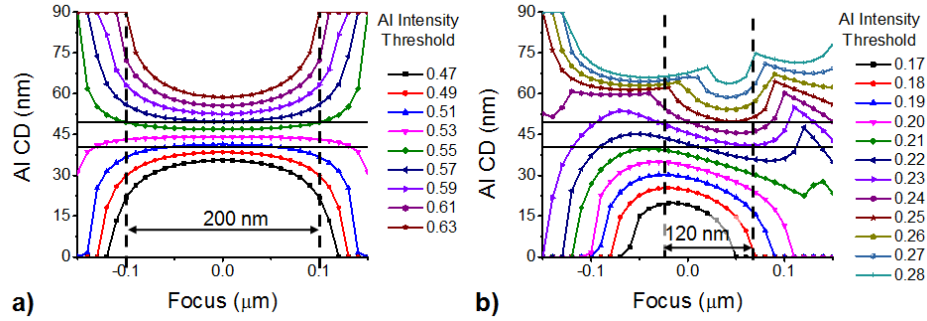 90
75
60
45
30
15
0
AI CD (nm)
-0.1 0.0 0.1
Focus (μm)
200 nm
a)
AI Intensity
Threshold
0.47
0.49
0.51
0.53
0.55
0.57
0.59
0.61
0.63
90
75
60
45
30
15
0
AI CD (nm)
-0.1 0.0 0.1
Focus (μm)
120 nm
b)
AI Intensity
Threshold
0.17
0.18
0.19
0.20
0.21
0.22
0.23
0.24
0.25
0.26
0.27
0.28